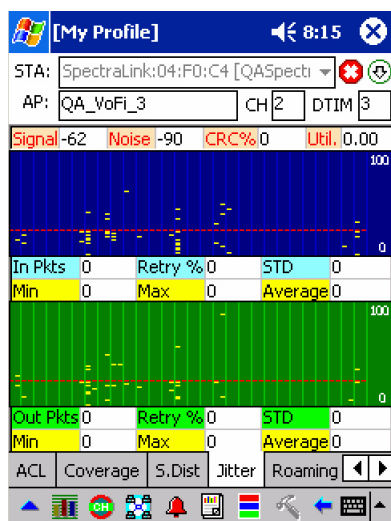 [My Profile] 8:15
STA: SpectraLink:04:F0:C4 [QASpecti
AP: QA_VoFi_3 CH 2 DTIM 3
Signal -62 Noise -90 CRC% 0 Util. 0.00
100
0
In Pkts 0 Retry % 0 STD 0
Min 0 Max 0 Average 0
100
0
Out Pkts 0 Retry % 0 STD 0
Min 0 Max 0 Average 0
ACL Coverage S.Dist Jitter Roaming
CH